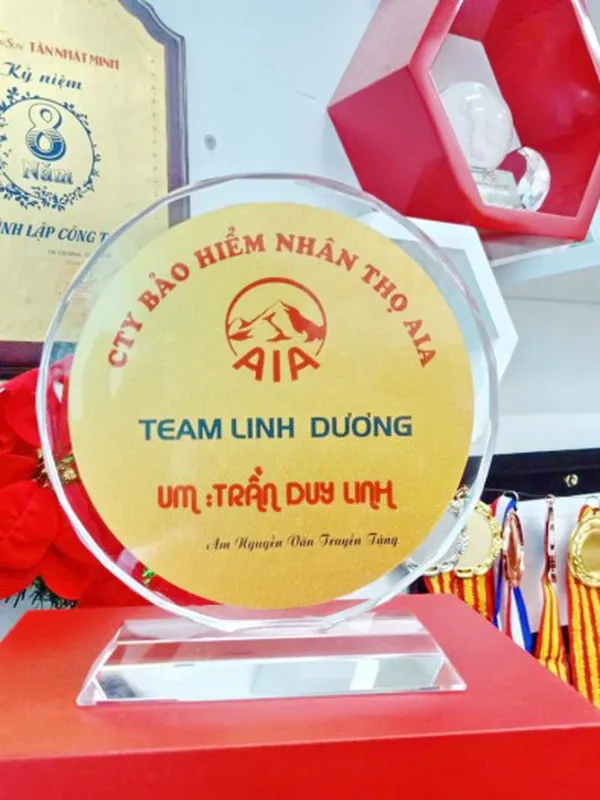 TÂN NHẤT MINH
Kỷ niệm
8
Năm
LẬP CÔNG T
CTY BẢO HIỂM NHÂN THỌ AIA
AIA
TEAM LINH DƯƠNG
UM :TRẦN DUY LINH
Am Nguyễn Văn Truyền Tặng